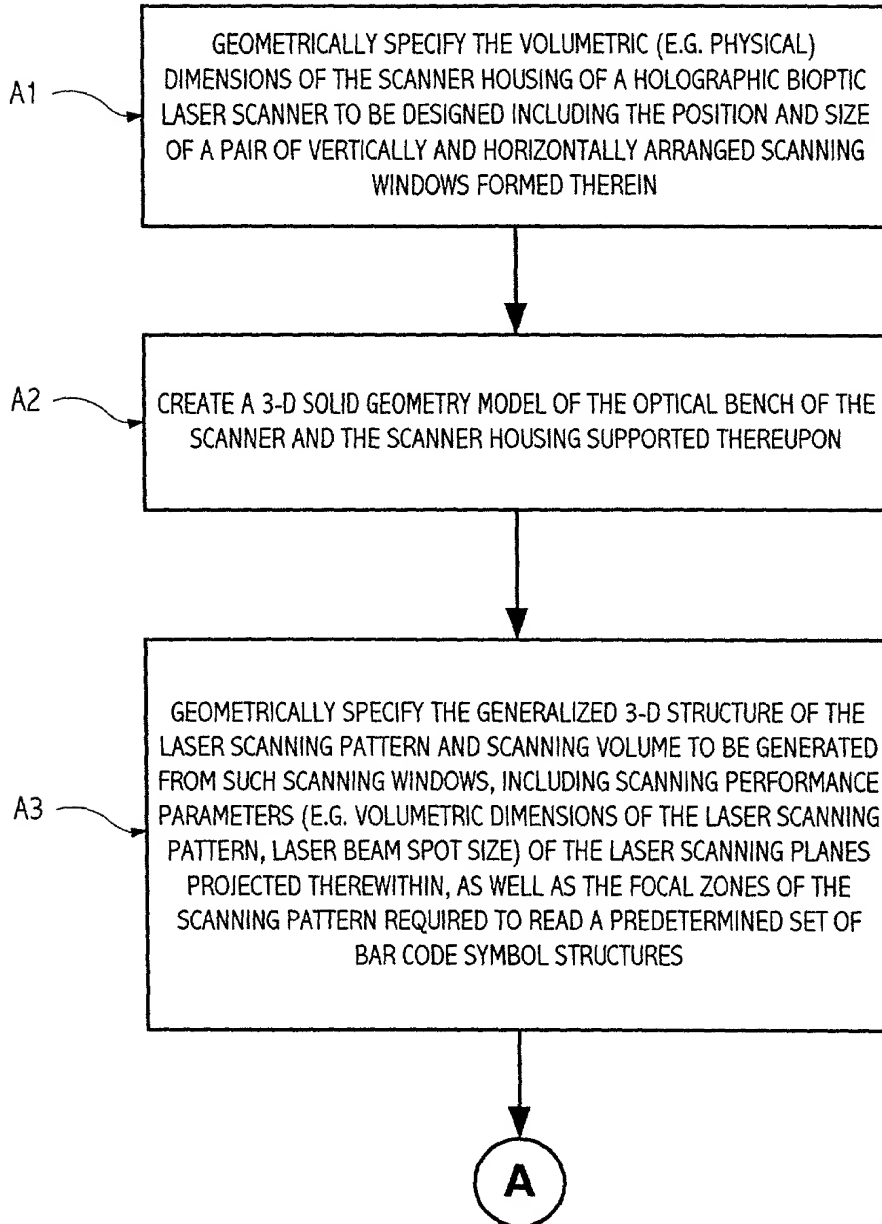 A1
GEOMETRICALLY SPECIFY THE VOLUMETRIC (E.G. PHYSICAL)
DIMENSIONS OF THE SCANNER HOUSING OF A HOLOGRAPHIC BIOPTIC
LASER SCANNER TO BE DESIGNED INCLUDING THE POSITION AND SIZE
OF A PAIR OF VERTICALLY AND HORIZONTALLY ARRANGED SCANNING
WINDOWS FORMED THEREIN
A2
CREATE A 3-D SOLID GEOMETRY MODEL OF THE OPTICAL BENCH OF THE
SCANNER AND THE SCANNER HOUSING SUPPORTED THEREUPON
A3
GEOMETRICALLY SPECIFY THE GENERALIZED 3-D STRUCTURE OF THE
LASER SCANNING PATTERN AND SCANNING VOLUME TO BE GENERATED
FROM SUCH SCANNING WINDOWS, INCLUDING SCANNING PERFORMANCE
PARAMETERS (E.G. VOLUMETRIC DIMENSIONS OF THE LASER SCANNING
PATTERN, LASER BEAM SPOT SIZE) OF THE LASER SCANNING PLANES
PROJECTED THEREWITHIN, AS WELL AS THE FOCAL ZONES OF THE
SCANNING PATTERN REQUIRED TO READ A PREDETERMINED SET OF
BAR CODE SYMBOL STRUCTURES
A